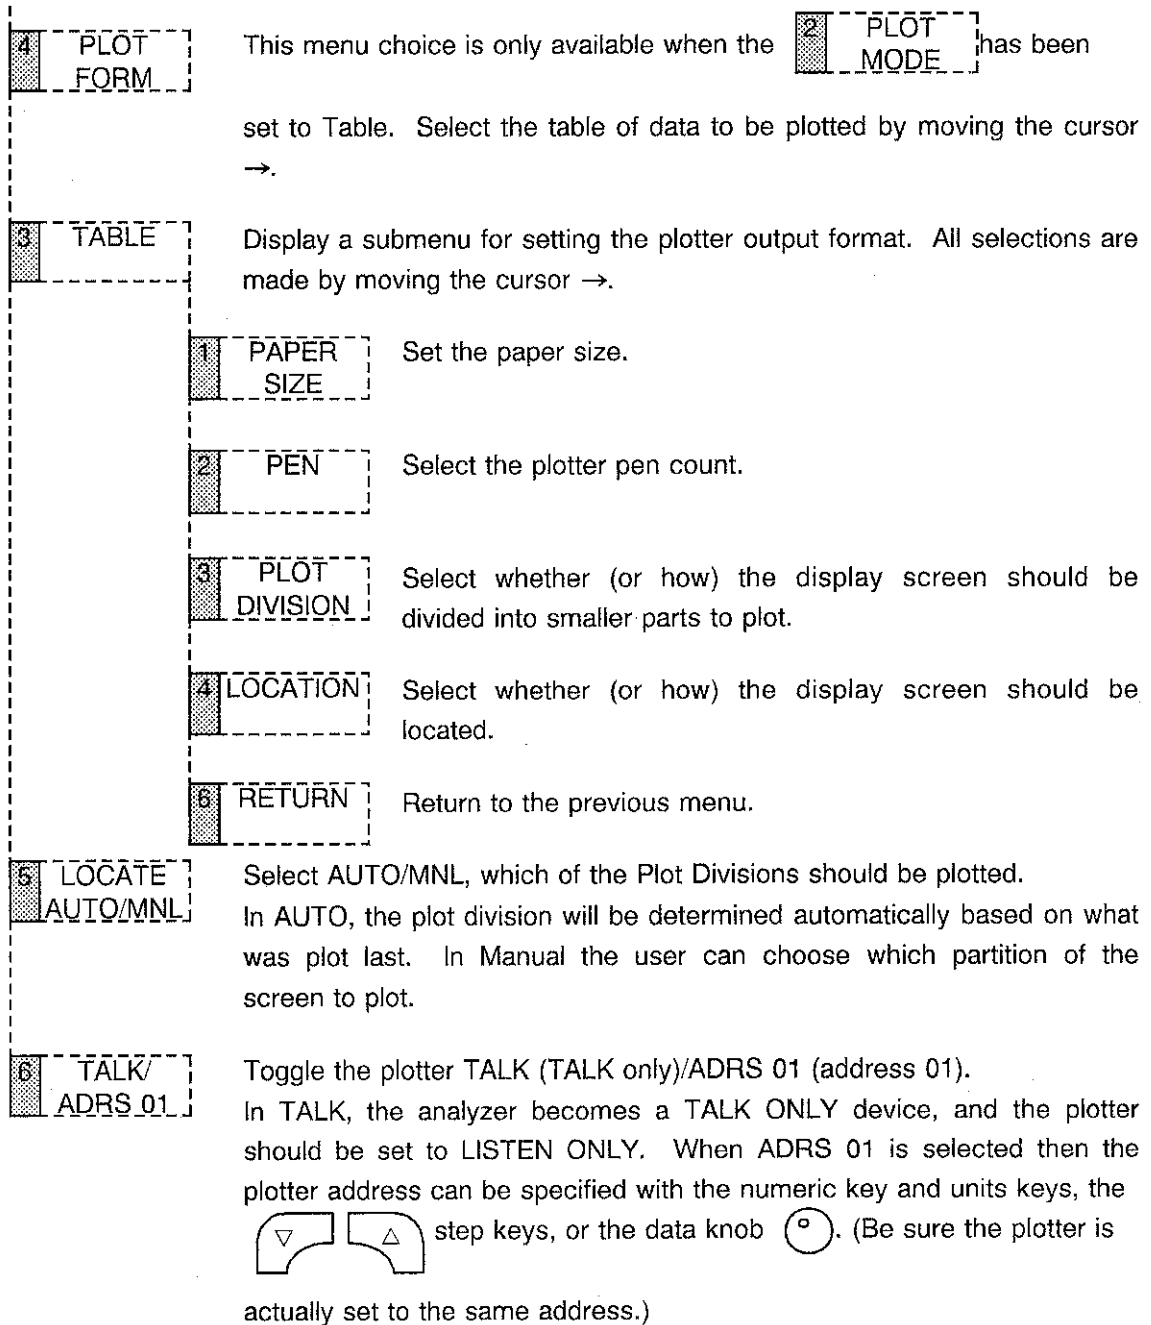 4 PLOT FORM This menu choice is only available when the 2 PLOT MODE has been
set to Table. Select the table of data to be plotted by moving the cursor
→.
3 TABLE Display a submenu for setting the plotter output format. All selections are
made by moving the cursor →.
1 PAPER SIZE Set the paper size.
2 PEN Select the plotter pen count.
3 PLOT DIVISION Select whether (or how) the display screen should be
divided into smaller parts to plot.
4 LOCATION Select whether (or how) the display screen should be
located.
6 RETURN Return to the previous menu.
5 LOCATE AUTO/MNL Select AUTO/MNL, which of the Plot Divisions should be plotted.
In AUTO, the plot division will be determined automatically based on what
was plot last. In Manual the user can choose which partition of the
screen to plot.
6 TALK/ ADRS 01 Toggle the plotter TALK (TALK only)/ADRS 01 (address 01).
In TALK, the analyzer becomes a TALK ONLY device, and the plotter
should be set to LISTEN ONLY. When ADRS 01 is selected then the
plotter address can be specified with the numeric key and units keys, the
▽ △ step keys, or the data knob. (Be sure the plotter is
actually set to the same address.)